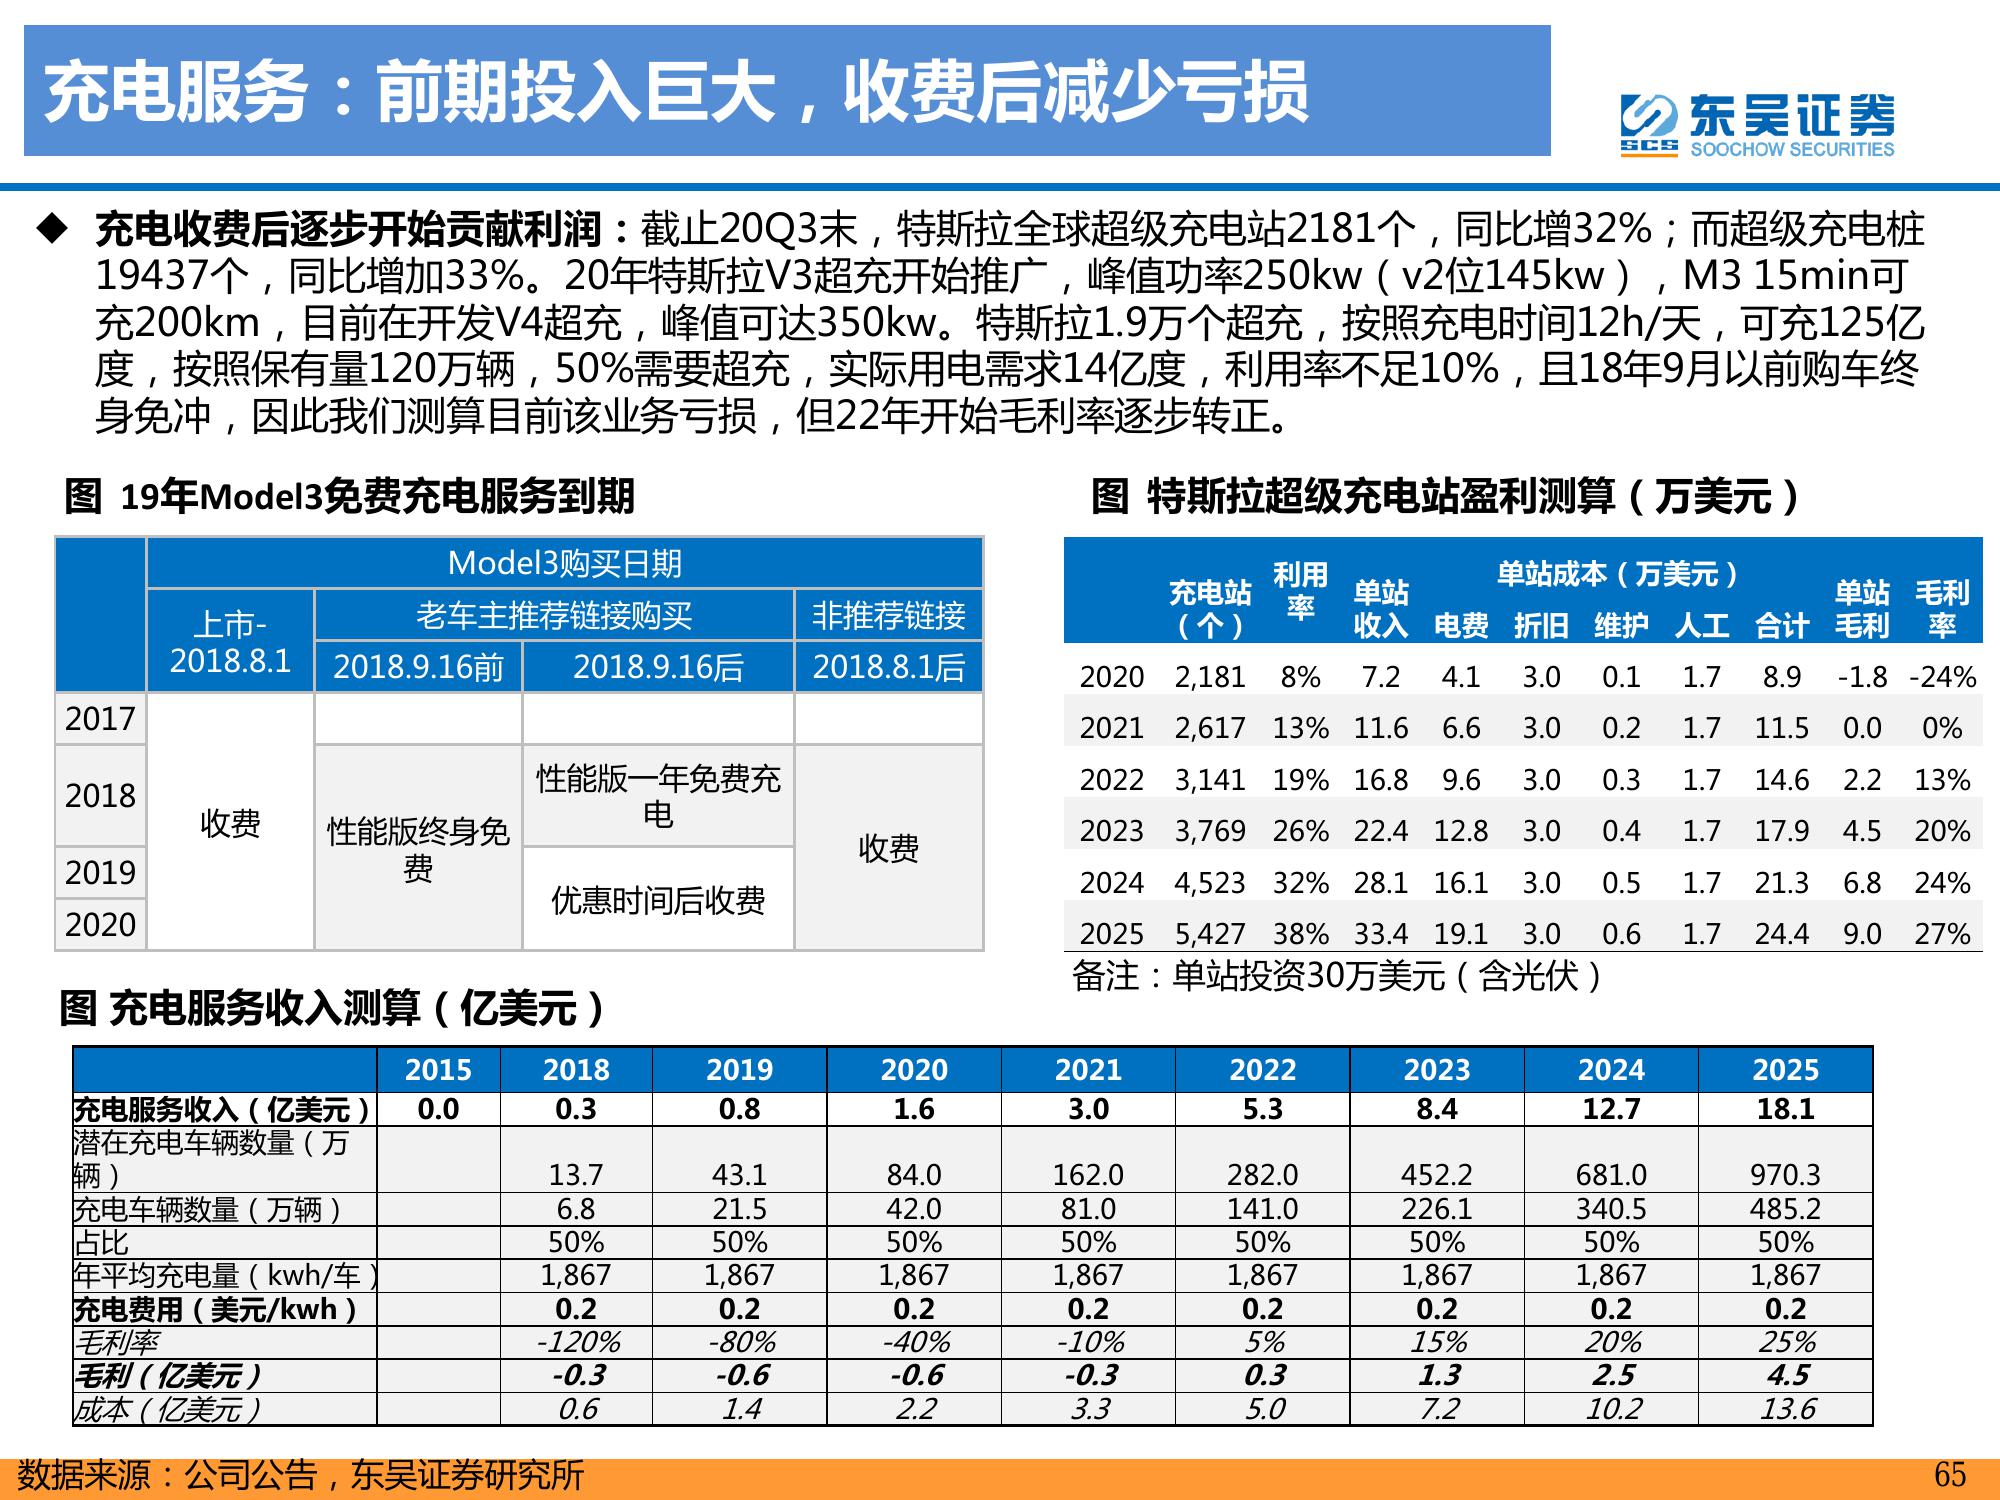 充电服务：前期投入巨大，收费后减少亏损
东吴证券
SCS
SOOCHOW SECURITIES
◆ 充电收费后逐步开始贡献利润：截止20Q3末，特斯拉全球超级充电站2181个，同比增32%；而超级充电桩
19437个，同比增加33%。20年特斯拉V3超充开始推广，峰值功率250kw（v2位145kw），M3 15min可
充200km，目前在开发V4超充，峰值可达350kw。特斯拉1.9万个超充，按照充电时间12h/天，可充125亿
度，按照保有量120万辆，50%需要超充，实际用电需求14亿度，利用率不足10%，且18年9月以前购车终
身免冲，因此我们测算目前该业务亏损，但22年开始毛利率逐步转正。
图 19年Model3免费充电服务到期
Model3购买日期
上市-
2018.8.1
老车主推荐链接购买 非推荐链接
2018.9.16前 2018.9.16后 2018.8.1后
2017
2018
2019
2020
收费
性能版终身免
费
性能版一年免费充
电
优惠时间后收费
收费
图 特斯拉超级充电站盈利测算（万美元）
充电站
（个）
利用
率
单站
收入
单站成本（万美元）
电费 折旧 维护 人工 合计
单站
毛利
毛利
率
2020 2,181 8% 7.2 4.1 3.0 0.1 1.7 8.9 -1.8 -24%
2021 2,617 13% 11.6 6.6 3.0 0.2 1.7 11.5 0.0 0%
2022 3,141 19% 16.8 9.6 3.0 0.3 1.7 14.6 2.2 13%
2023 3,769 26% 22.4 12.8 3.0 0.4 1.7 17.9 4.5 20%
2024 4,523 32% 28.1 16.1 3.0 0.5 1.7 21.3 6.8 24%
2025 5,427 38% 33.4 19.1 3.0 0.6 1.7 24.4 9.0 27%
备注：单站投资30万美元（含光伏）
图 充电服务收入测算（亿美元）
2015 2018 2019 2020 2021 2022 2023 2024 2025
充电服务收入（亿美元） 0.0 0.3 0.8 1.6 3.0 5.3 8.4 12.7 18.1
潜在充电车辆数量（万
辆） 13.7 43.1 84.0 162.0 282.0 452.2 681.0 970.3
充电车辆数量（万辆） 6.8 21.5 42.0 81.0 141.0 226.1 340.5 485.2
占比 50% 50% 50% 50% 50% 50% 50% 50%
年平均充电量（kwh/车） 1,867 1,867 1,867 1,867 1,867 1,867 1,867 1,867
充电费用（美元/kwh） 0.2 0.2 0.2 0.2 0.2 0.2 0.2 0.2
毛利率 -120% -80% -40% -10% 5% 15% 20% 25%
毛利（亿美元） -0.3 -0.6 -0.6 -0.3 0.3 1.3 2.5 4.5
成本（亿美元） 0.6 1.4 2.2 3.3 5.0 7.2 10.2 13.6
数据来源：公司公告，东吴证券研究所
65